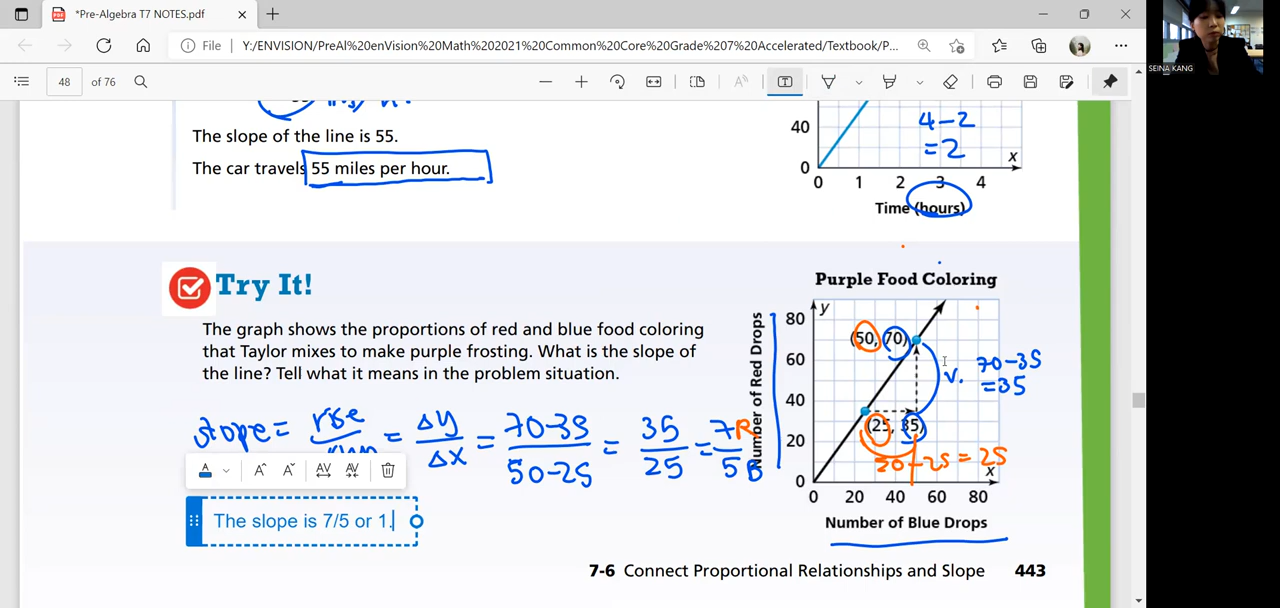 *Pre-Algebra T7 NOTES.pdf
File
Y:/ENVISION/PreAl%20enVision%20Math%202021%20Common%20Core%20Grade%207%20Accelerated/Textbook/P...
48
of 76
SEINA KANG
The slope of the line is 55.
The car travels 55 miles per hour.
40
0
0 1 2 3 4
x
Time (hours)
4-2
=2
Try It!
The graph shows the proportions of red and blue food coloring
that Taylor mixes to make purple frosting. What is the slope of
the line? Tell what it means in the problem situation.
slope = rise = Δy = 70-35 = 35 = 7R
Δx 50-25 25 5B
The slope is 7/5 or 1.
Purple Food Coloring
y
80
60
40
20
0
(50, 70)
(25, 35)
v. 70-35
=35
50-25=25
x
0 20 40 60 80
Number of Red Drops
Number of Blue Drops
7-6 Connect Proportional Relationships and Slope 443